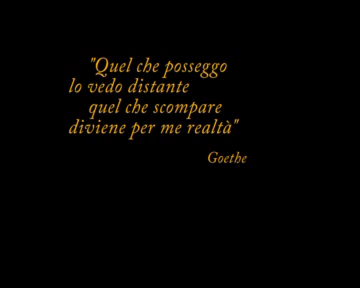 "Quel che posseggo
lo vedo distante
quel che scompare
diviene per me realtà"
Goethe